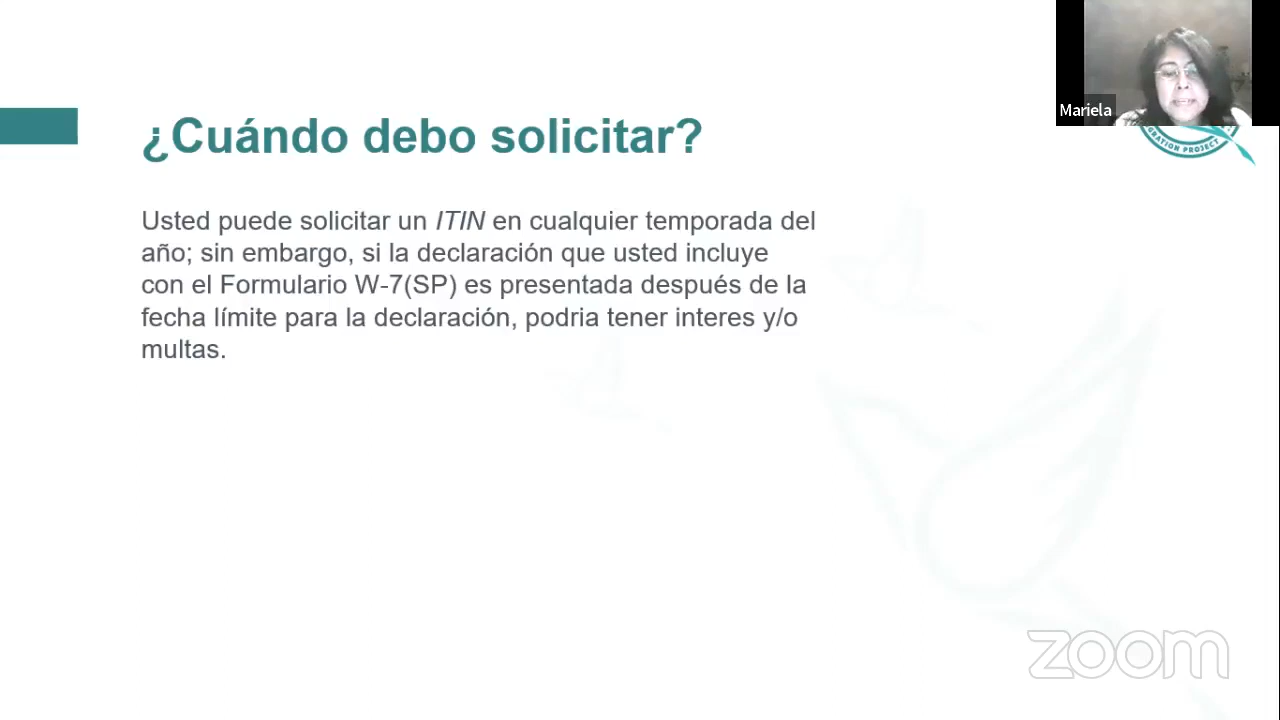 Mariela
GRATION PROJECT
¿Cuándo debo solicitar?
Usted puede solicitar un ITIN en cualquier temporada del
año; sin embargo, si la declaración que usted incluye
con el Formulario W-7(SP) es presentada después de la
fecha límite para la declaración, podria tener interes y/o
multas.
zoom